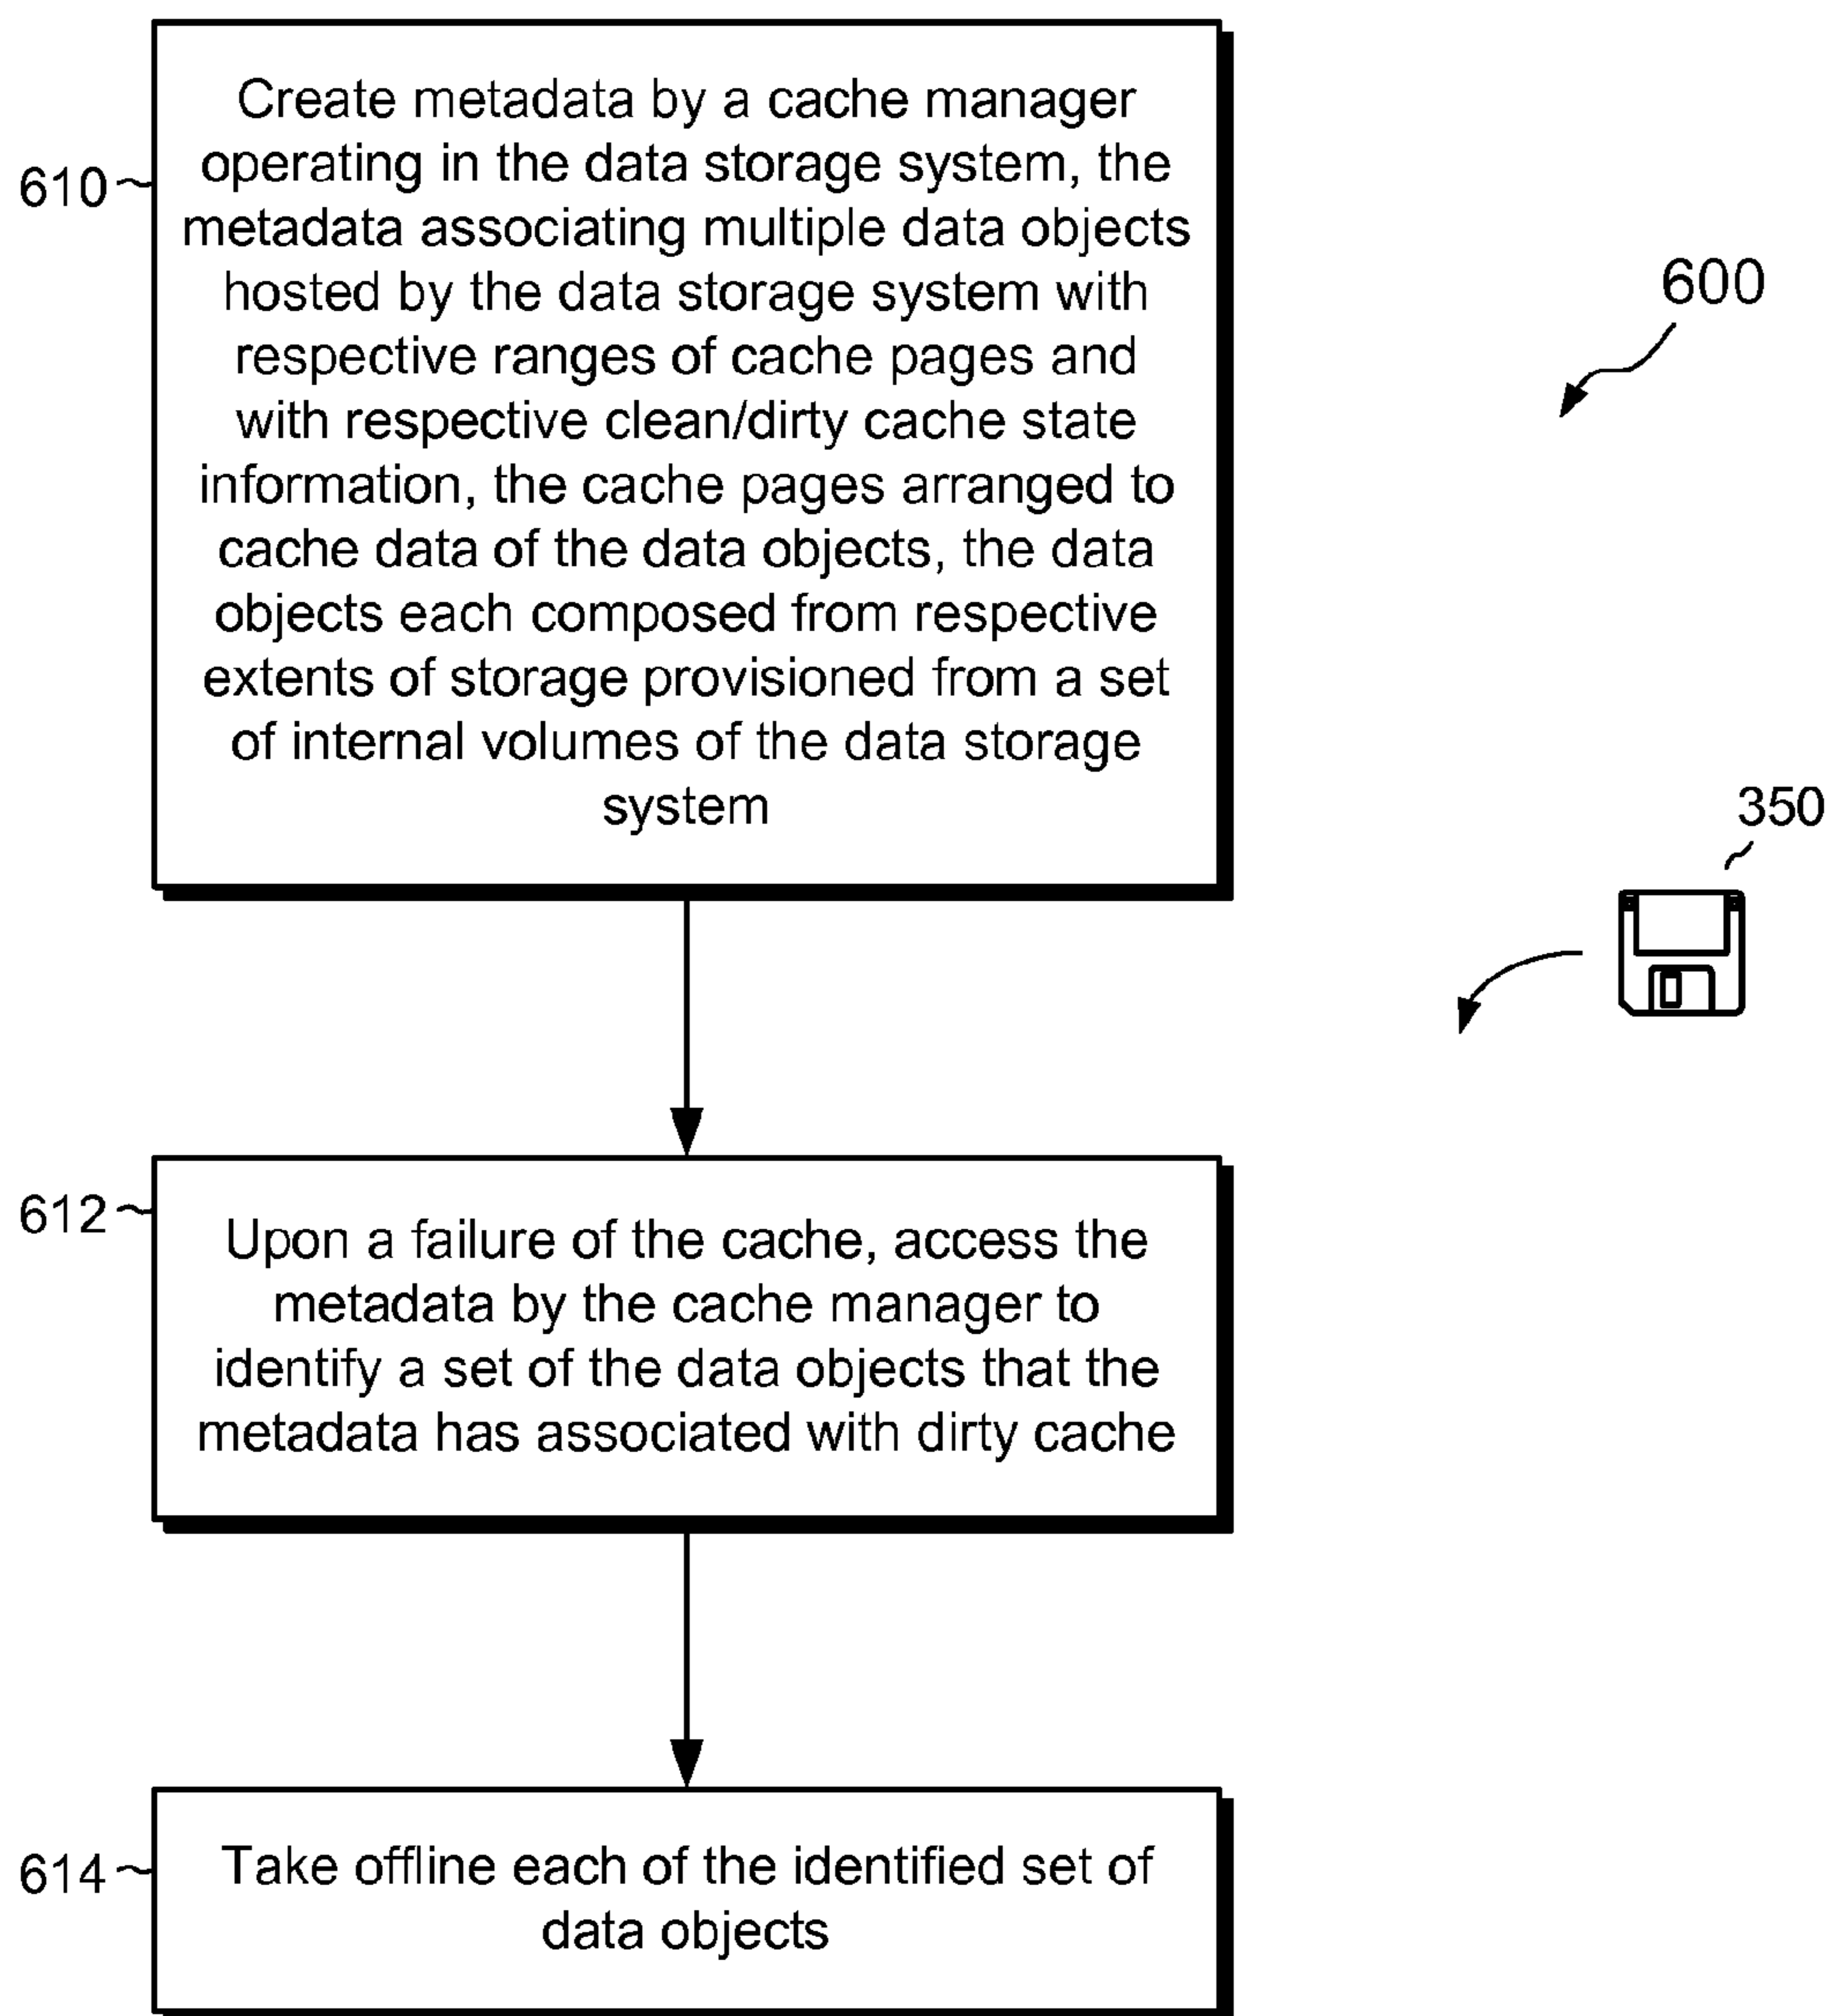 Create metadata by a cache manager
operating in the data storage system, the
metadata associating multiple data objects
hosted by the data storage system with
respective ranges of cache pages and
with respective clean/dirty cache state
information, the cache pages arranged to
cache data of the data objects, the data
objects each composed from respective
extents of storage provisioned from a set
of internal volumes of the data storage
system
610
600
350
612
Upon a failure of the cache, access the
metadata by the cache manager to
identify a set of the data objects that the
metadata has associated with dirty cache
614
Take offline each of the identified set of
data objects